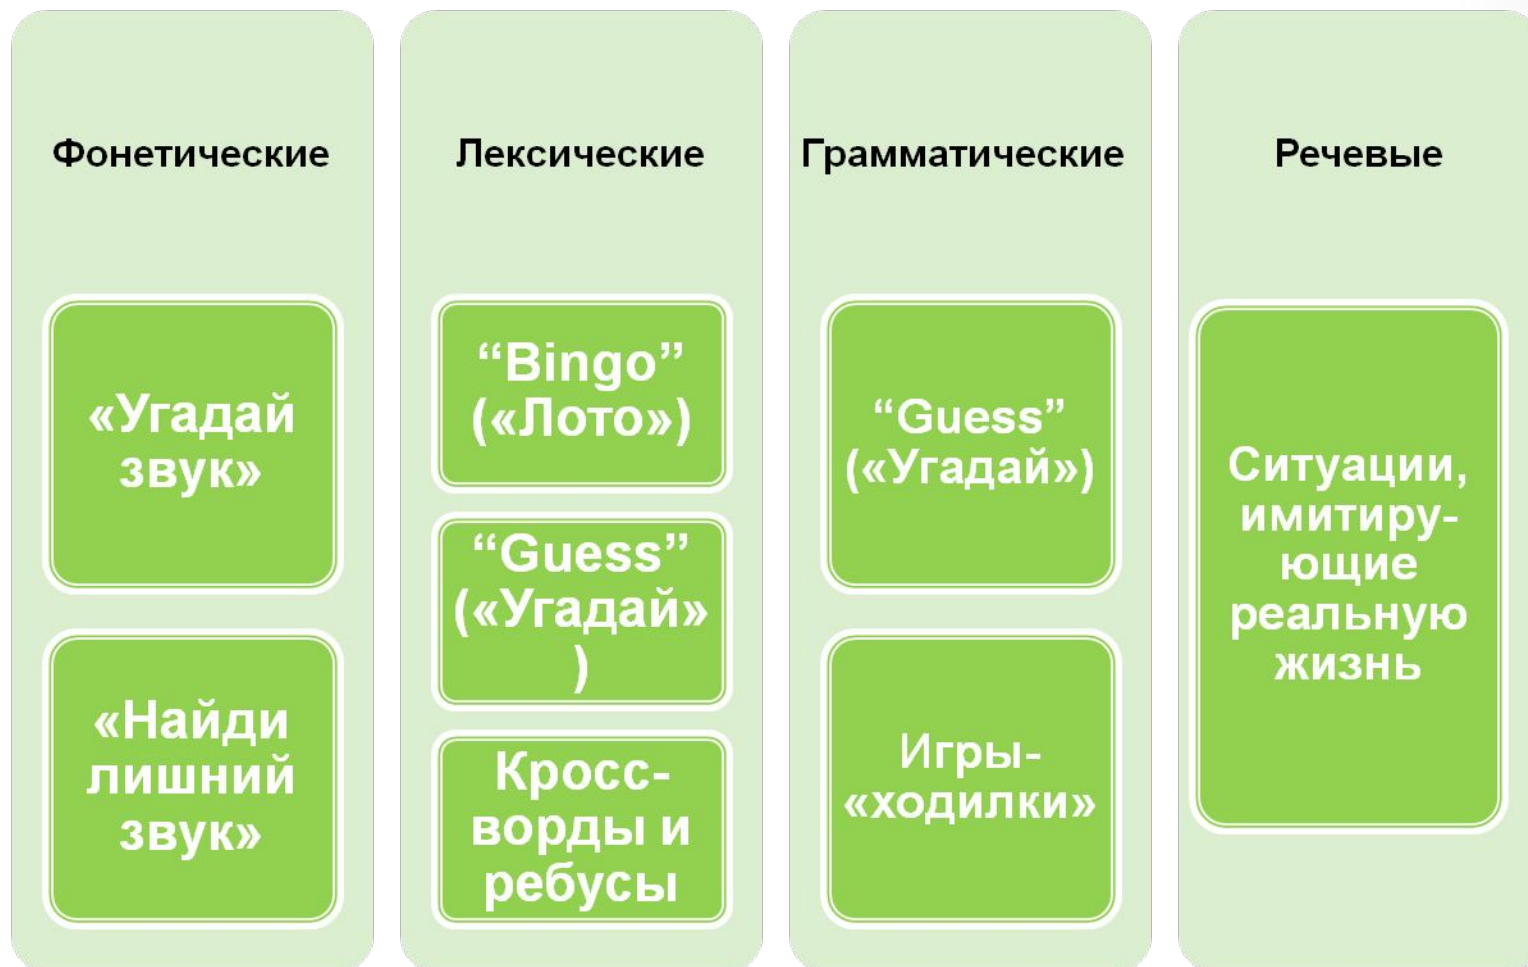 Фонетические
«Угадай
звук»
«Найди
лишний
звук»
Лексические
“Bingo”
(«Лото»)
“Guess”
(«Угадай»
)
Кросс-
ворды и
ребусы
Грамматические
“Guess”
(«Угадай»)
Игры-
«ходилки»
Речевые
Ситуации,
имитиру-
ющие
реальную
жизнь